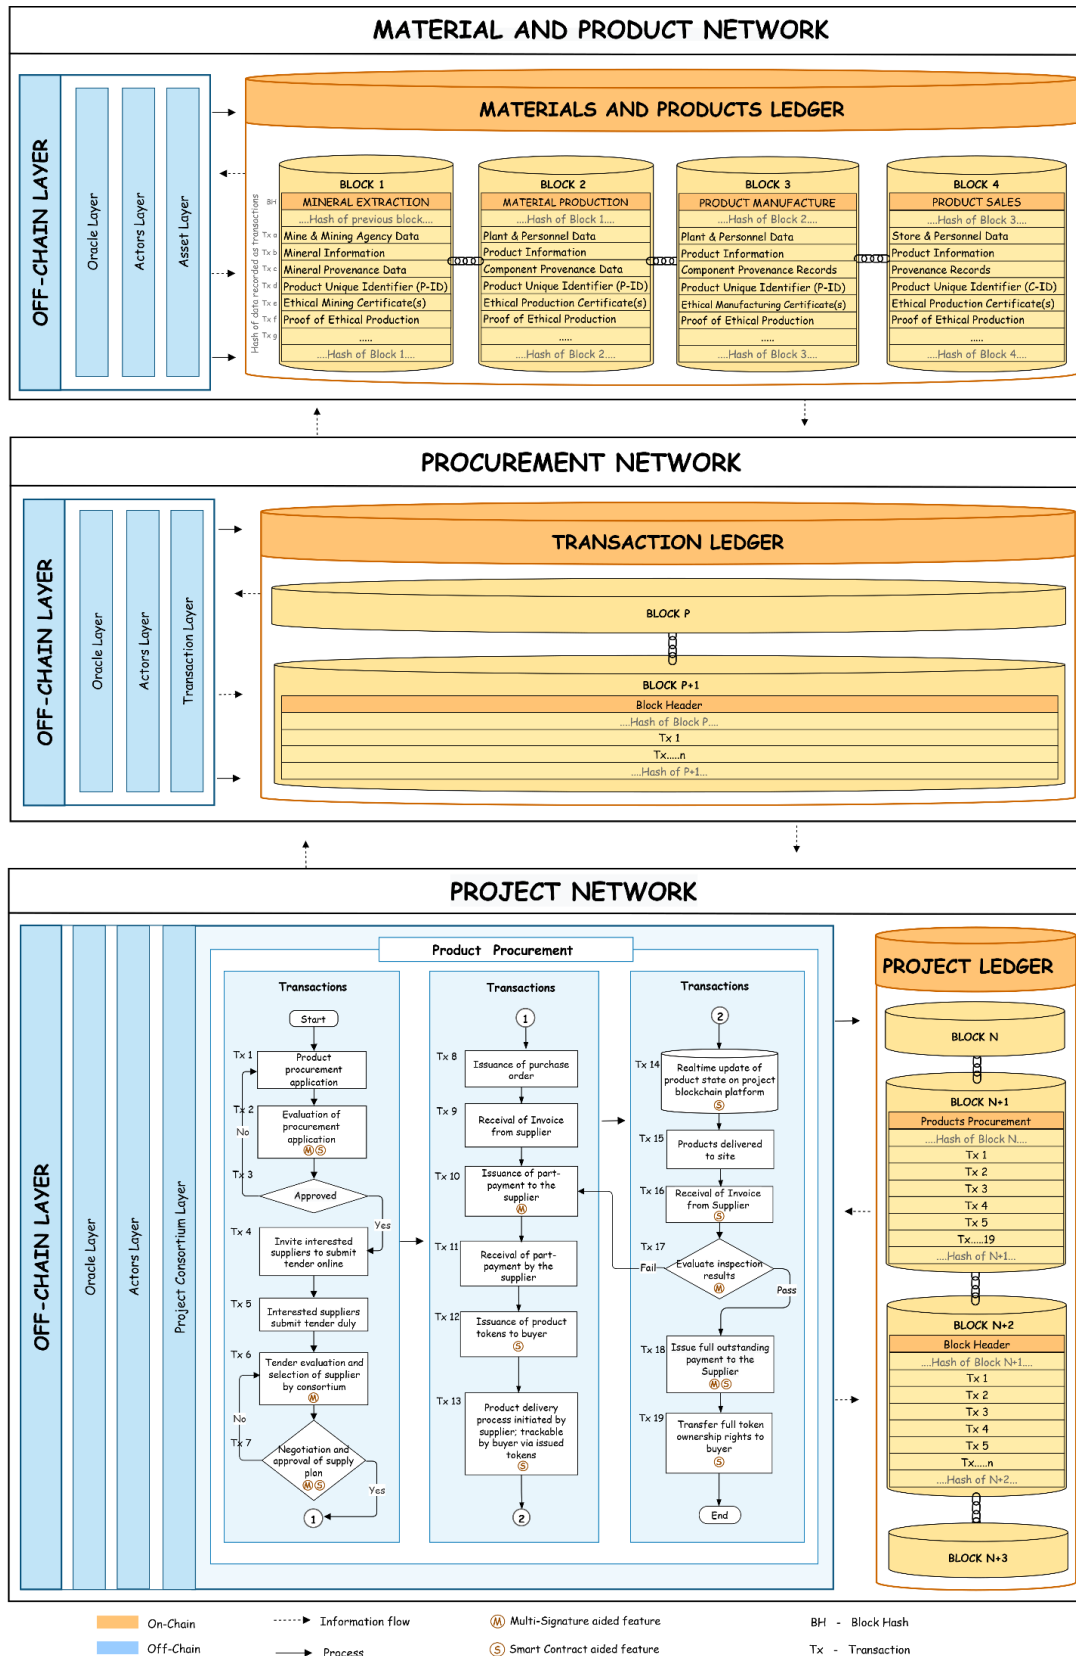 MATERIAL AND PRODUCT NETWORK
OFF-CHAIN LAYER
Oracle Layer
Actors Layer
Asset Layer
MATERIALS AND PRODUCTS LEDGER
Hash of data recorded as transactions
BH
Tx a
Tx b
Tx c
Tx d
Tx e
Tx f
Tx g
BLOCK 1
MINERAL EXTRACTION
....Hash of previous block....
Mine & Mining Agency Data
Mineral Information
Mineral Provenance Data
Product Unique Identifier (P-ID)
Ethical Mining Certificate(s)
Proof of Ethical Production
.....
....Hash of Block 1....
BLOCK 2
MATERIAL PRODUCTION
....Hash of Block 1....
Plant & Personnel Data
Product Information
Component Provenance Data
Product Unique Identifier (P-ID)
Ethical Production Certificate(s)
Proof of Ethical Production
.....
....Hash of Block 2....
BLOCK 3
PRODUCT MANUFACTURE
....Hash of Block 2....
Plant & Personnel Data
Product Information
Component Provenance Records
Product Unique Identifier (P-ID)
Ethical Manufacturing Certificate(s)
Proof of Ethical Production
.....
....Hash of Block 3....
BLOCK 4
PRODUCT SALES
....Hash of Block 3....
Store & Personnel Data
Product Information
Provenance Records
Product Unique Identifier (C-ID)
Ethical Production Certificate(s)
Proof of Ethical Production
.....
....Hash of Block 4....
PROCUREMENT NETWORK
OFF-CHAIN LAYER
Oracle Layer
Actors Layer
Transaction Layer
TRANSACTION LEDGER
BLOCK P
BLOCK P+1
Block Header
....Hash of Block P....
Tx 1
Tx.....n
....Hash of P+1...
PROJECT NETWORK
OFF-CHAIN LAYER
Oracle Layer
Actors Layer
Project Consortium Layer
Product Procurement
Transactions
Start
Tx 1
Product
procurement
application
Tx 2
Evaluation of
procurement
application
M S
No
Tx 3
Approved
Yes
Tx 4
Invite interested
suppliers to submit
tender online
Tx 5
Interested suppliers
submit tender duly
Tx 6
Tender evaluation and
selection of supplier
by consortium
M
No
Tx 7
Negotiation and
approval of supply
plan
M S
Yes
1
Transactions
1
Tx 8
Issuance of purchase
order
Tx 9
Receival of Invoice
from supplier
Tx 10
Issuance of part-
payment to the
supplier
M
Tx 11
Receival of part-
payment by the
supplier
Tx 12
Issuance of product
tokens to buyer
S
Tx 13
Product delivery
process initiated by
supplier; trackable
by buyer via issued
tokens
S
2
Transactions
2
Tx 14
Realtime update of
product state on project
blockchain platform
S
Tx 15
Products delivered
to site
Tx 16
Receival of Invoice
from Supplier
S
Tx 17
Fail
Evaluate inspection
results
M
Pass
Tx 18
Issue full outstanding
payment to the
Supplier
M S
Tx 19
Transfer full token
ownership rights to
buyer
S
End
PROJECT LEDGER
BLOCK N
BLOCK N+1
Products Procurement
....Hash of Block N....
Tx 1
Tx 2
Tx 3
Tx 4
Tx 5
Tx.....19
....Hash of N+1...
BLOCK N+2
Block Header
....Hash of Block N+1....
Tx 1
Tx 2
Tx 3
Tx 4
Tx 5
Tx.....n
....Hash of N+2...
BLOCK N+3
On-Chain
Information flow
M Multi-Signature aided feature
BH - Block Hash
Off-Chain
Process
S Smart Contract aided feature
Tx - Transaction